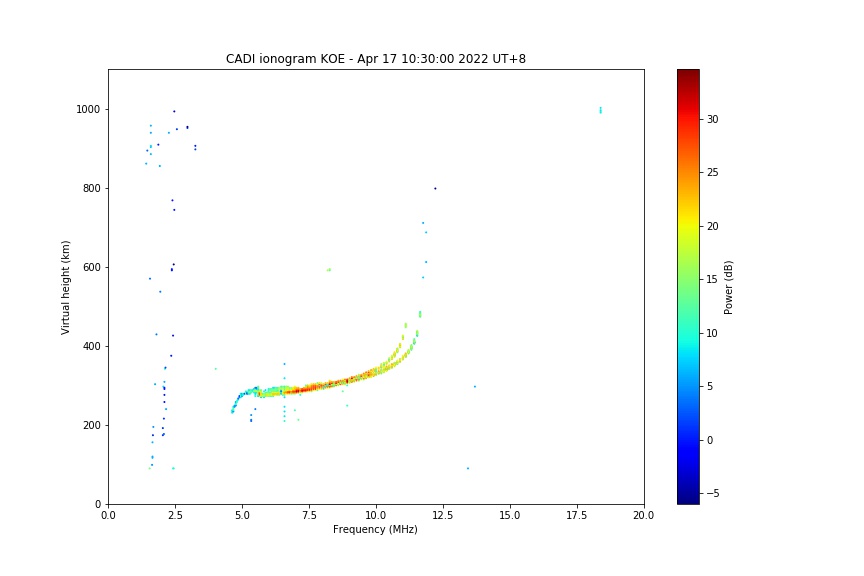 CADI ionogram KOE - Apr 17 10:30:00 2022 UT+8
1000
800
600
400
200
0
Virtual height (km)
0.0 2.5 5.0 7.5 10.0 12.5 15.0 17.5 20.0
Frequency (MHz)
30
25
20
15
10
5
0
−5
Power (dB)